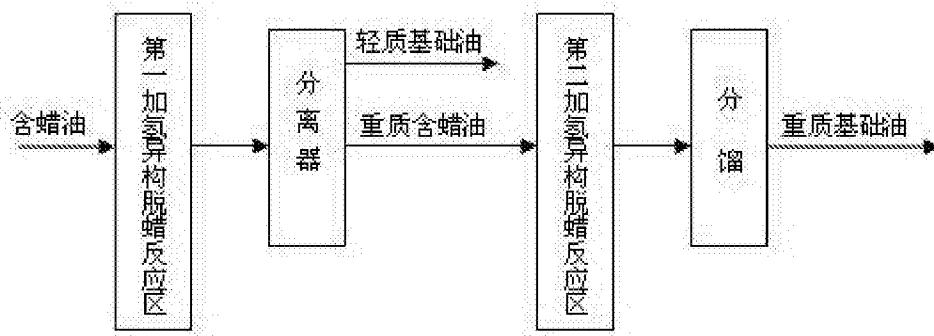 含蜡油
第一加氢异构脱蜡反应区
分离器
轻质基础油
重质含蜡油
第二加氢异构脱蜡反应区
分馏
重质基础油